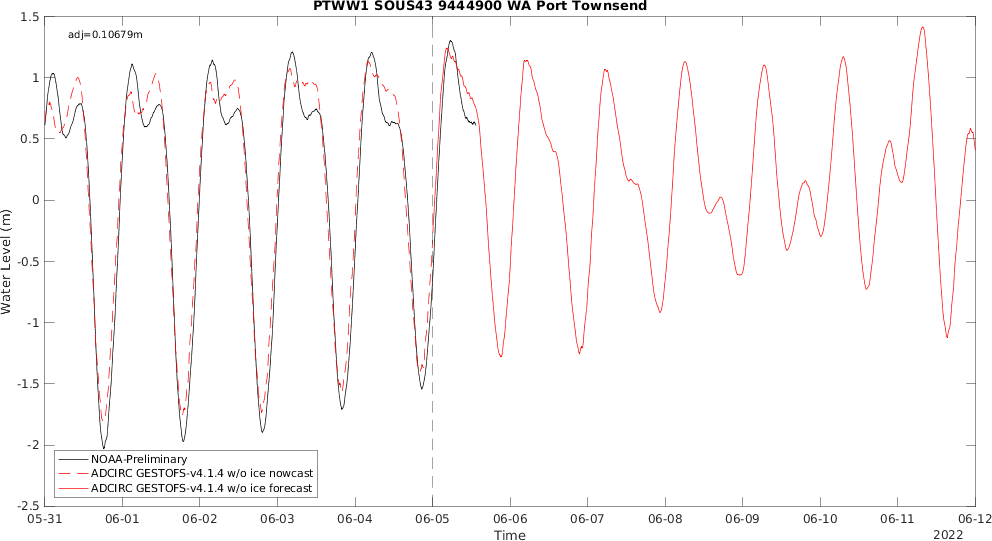 PTWW1 SOUS43 9444900 WA Port Townsend
adj=0.10679m
1.5
1
0.5
0
-0.5
-1
-1.5
-2
-2.5
Water Level (m)
NOAA-Preliminary
ADCIRC GESTOFS-v4.1.4 w/o ice nowcast
ADCIRC GESTOFS-v4.1.4 w/o ice forecast
05-31 06-01 06-02 06-03 06-04 06-05 06-06 06-07 06-08 06-09 06-10 06-11 06-12
Time
2022